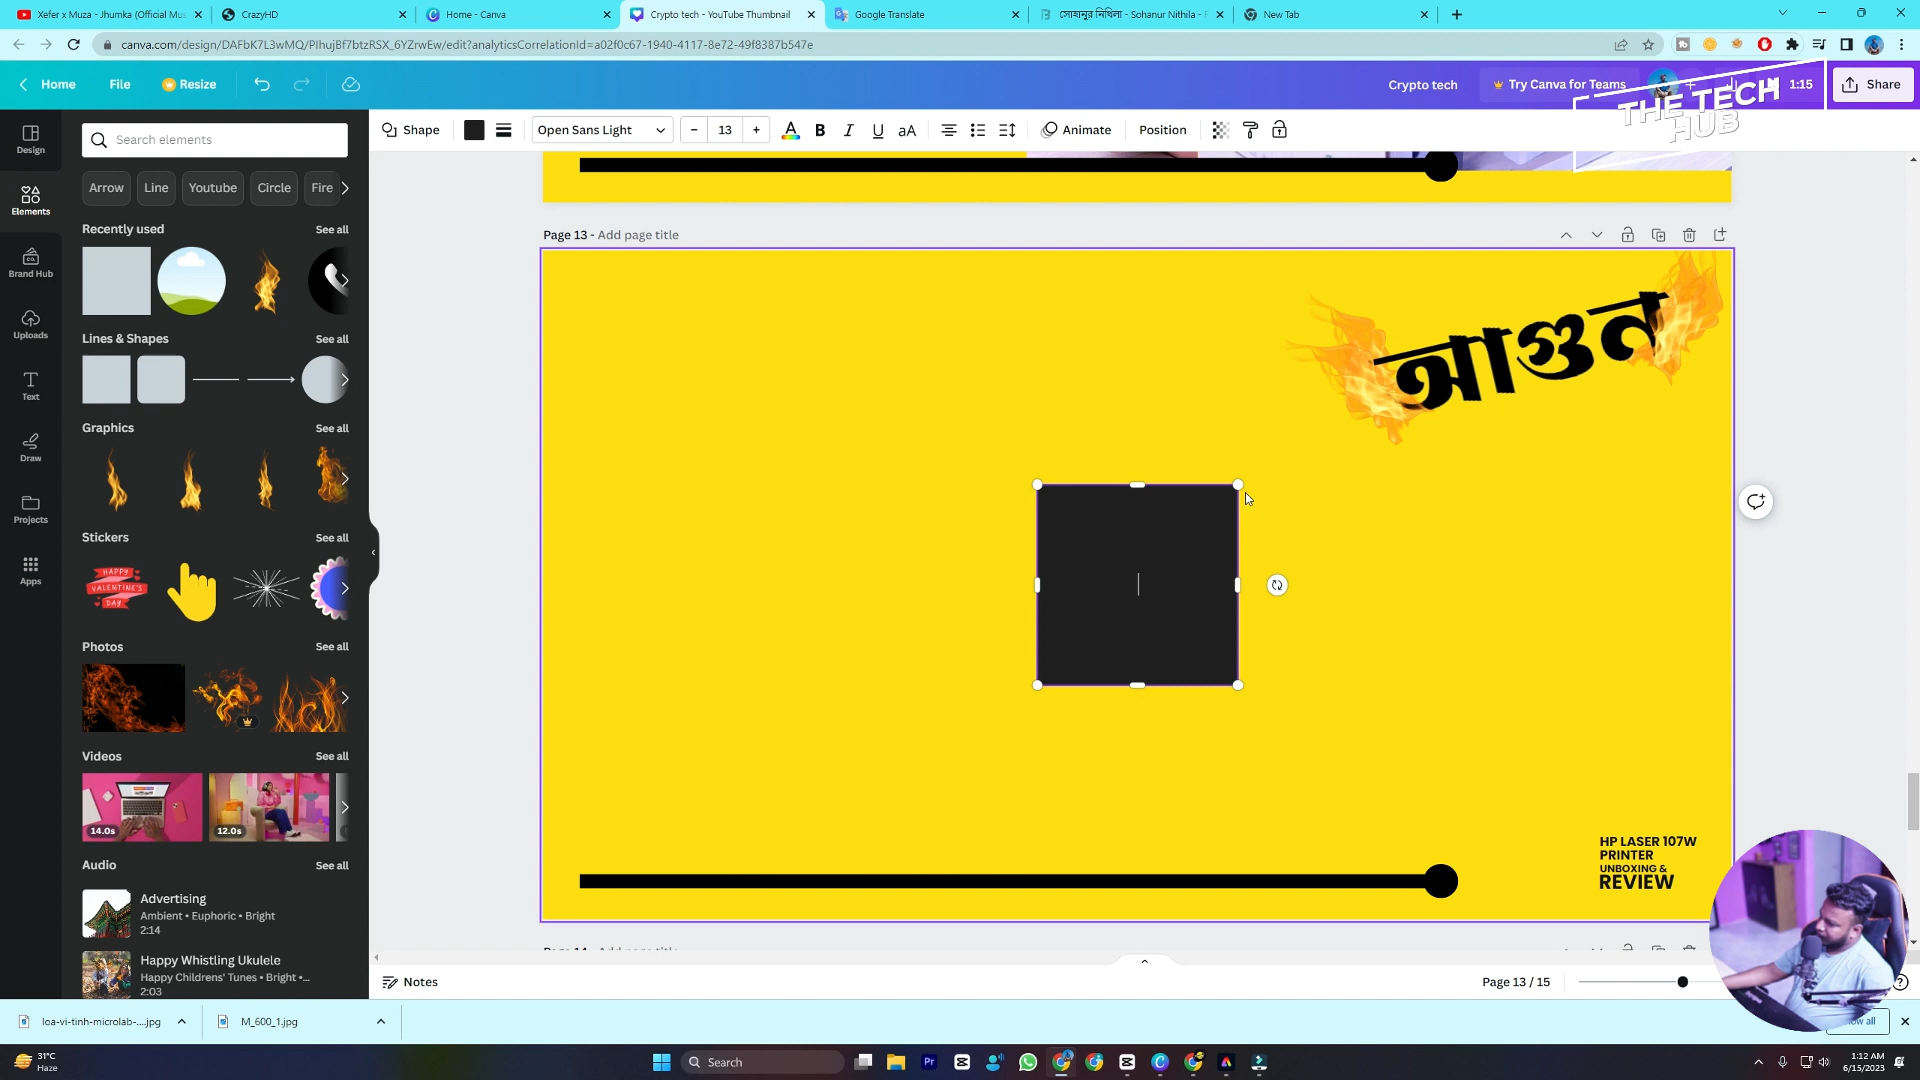 Xefer x Muza - Jhumka (Official Mus
CrazyHD
Home - Canva
Crypto tech - YouTube Thumbnail
Google Translate
সোহানুর নিথিলা - Sohanur Nithila - F
New Tab
canva.com/design/DAFbK7L3wMQ/PIhujBf7btzRSX_6YZrwEw/edit?analyticsCorrelationId=a02f0c67-1940-4117-8e72-49f8387b547e
Home
File
Resize
Crypto tech
Try Canva for Teams
1:15
Share
THE TECH
HUB
Design
Elements
Brand Hub
Uploads
Text
Draw
Projects
Apps
Search elements
Shape
Open Sans Light
– 13 +
A B I U aA
Animate
Position
Arrow
Line
Youtube
Circle
Fire
Recently used
See all
Lines & Shapes
See all
Graphics
See all
Stickers
See all
HAPPY
VALENTINE'S
DAY
Photos
See all
Videos
See all
14.0s
12.0s
Audio
See all
Advertising
Ambient • Euphoric • Bright
2:14
Happy Whistling Ukulele
Happy Childrens' Tunes • Bright •...
2:03
Page 13 - Add page title
আগুন
HP LASER 107W
PRINTER
UNBOXING &
REVIEW
Notes
Page 13 / 15
loa-vi-tinh-microlab-....jpg
M_600_1.jpg
31°C
Haze
Search
1:12 AM
6/15/2023